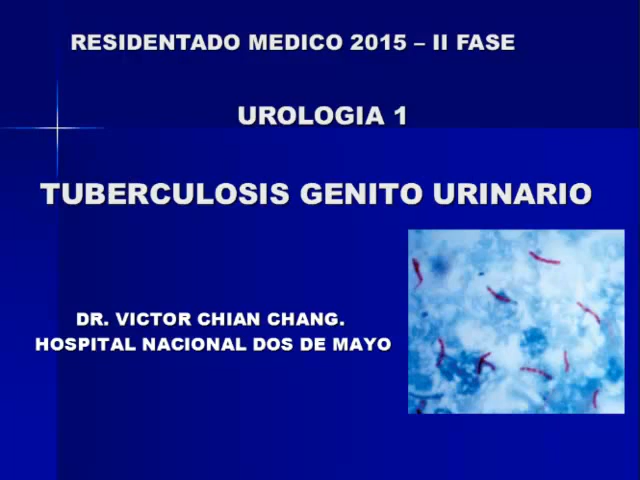 RESIDENTADO MEDICO 2015 – II FASE
UROLOGIA 1
TUBERCULOSIS GENITO URINARIO
DR. VICTOR CHIAN CHANG.
HOSPITAL NACIONAL DOS DE MAYO